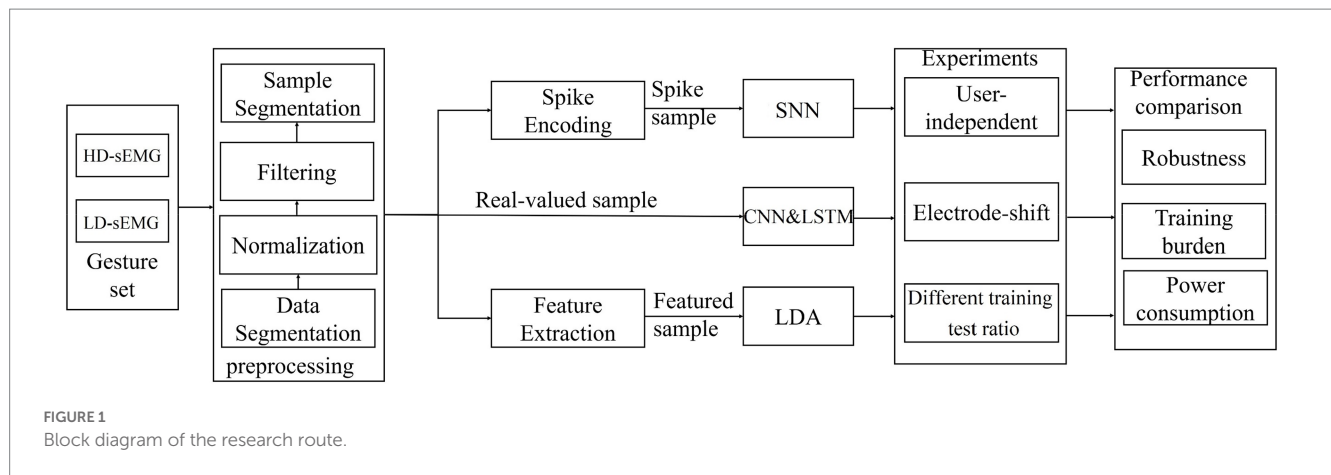 HD-sEMG
LD-sEMG
Gesture
set
Sample
Segmentation
Filtering
Normalization
Data
Segmentation
preprocessing
Spike
Encoding
Spike
sample
SNN
Real-valued sample
CNN&LSTM
Feature
Extraction
Featured
sample
LDA
Experiments
User-
independent
Electrode-shift
Different training
test ratio
Performance
comparison
Robustness
Training
burden
Power
consumption
FIGURE 1
Block diagram of the research route.